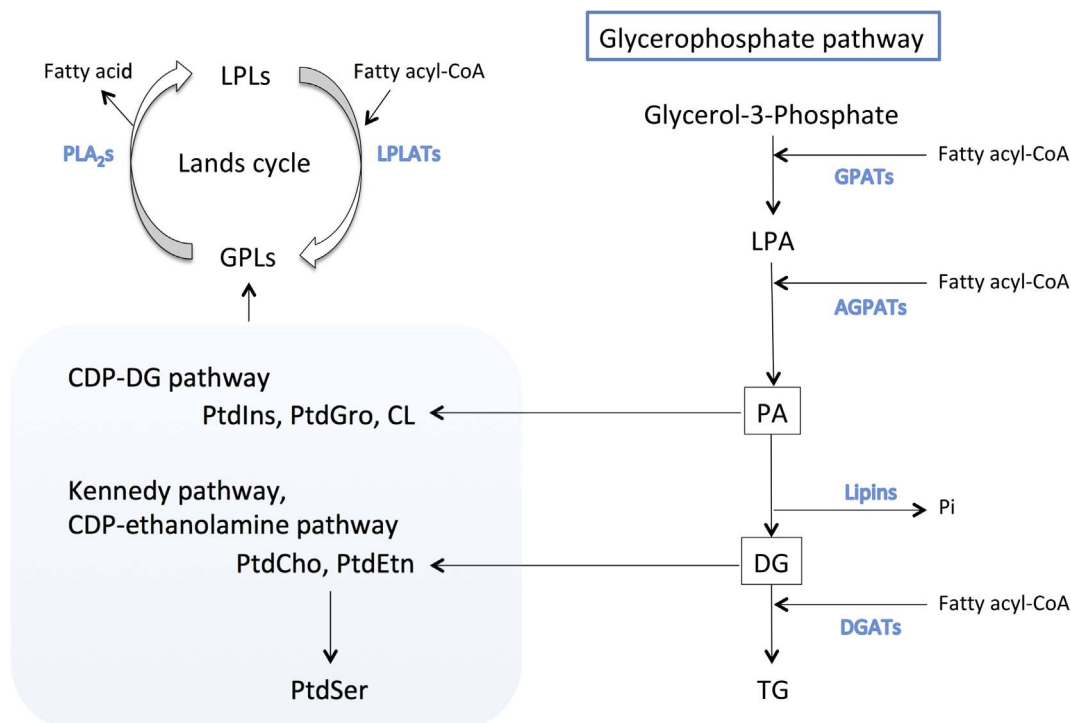 Glycerophosphate pathway
Fatty acid
LPLs
Fatty acyl-CoA
PLA₂s
Lands cycle
LPLATs
GPLs
CDP-DG pathway
PtdIns, PtdGro, CL
Kennedy pathway,
CDP-ethanolamine pathway
PtdCho, PtdEtn
PtdSer
Glycerol-3-Phosphate
Fatty acyl-CoA
GPATs
LPA
Fatty acyl-CoA
AGPATs
PA
Lipins
Pi
DG
Fatty acyl-CoA
DGATs
TG